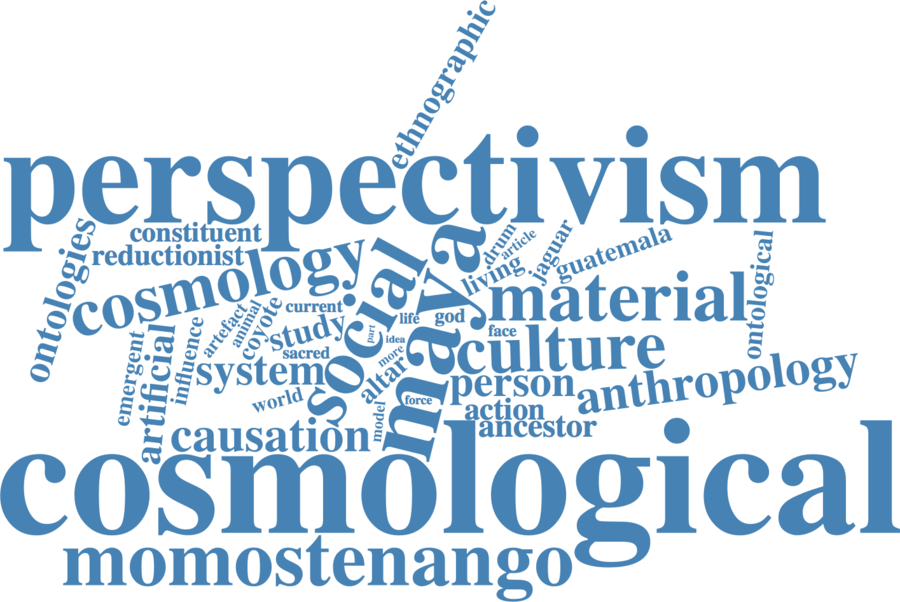 ethnographic
perspectivism
constituent
reductionist
ontologies
cosmology
social
maya
drum
article
living
jaguar
guatemala
ontological
material
culture
current
life
god
face
part
idea
more
artefact
animal
coyote
study
sacred
influence
emergent
artificial
system
world
altar
force
model
person
anthropology
action
ancestor
causation
cosmological
momostenango